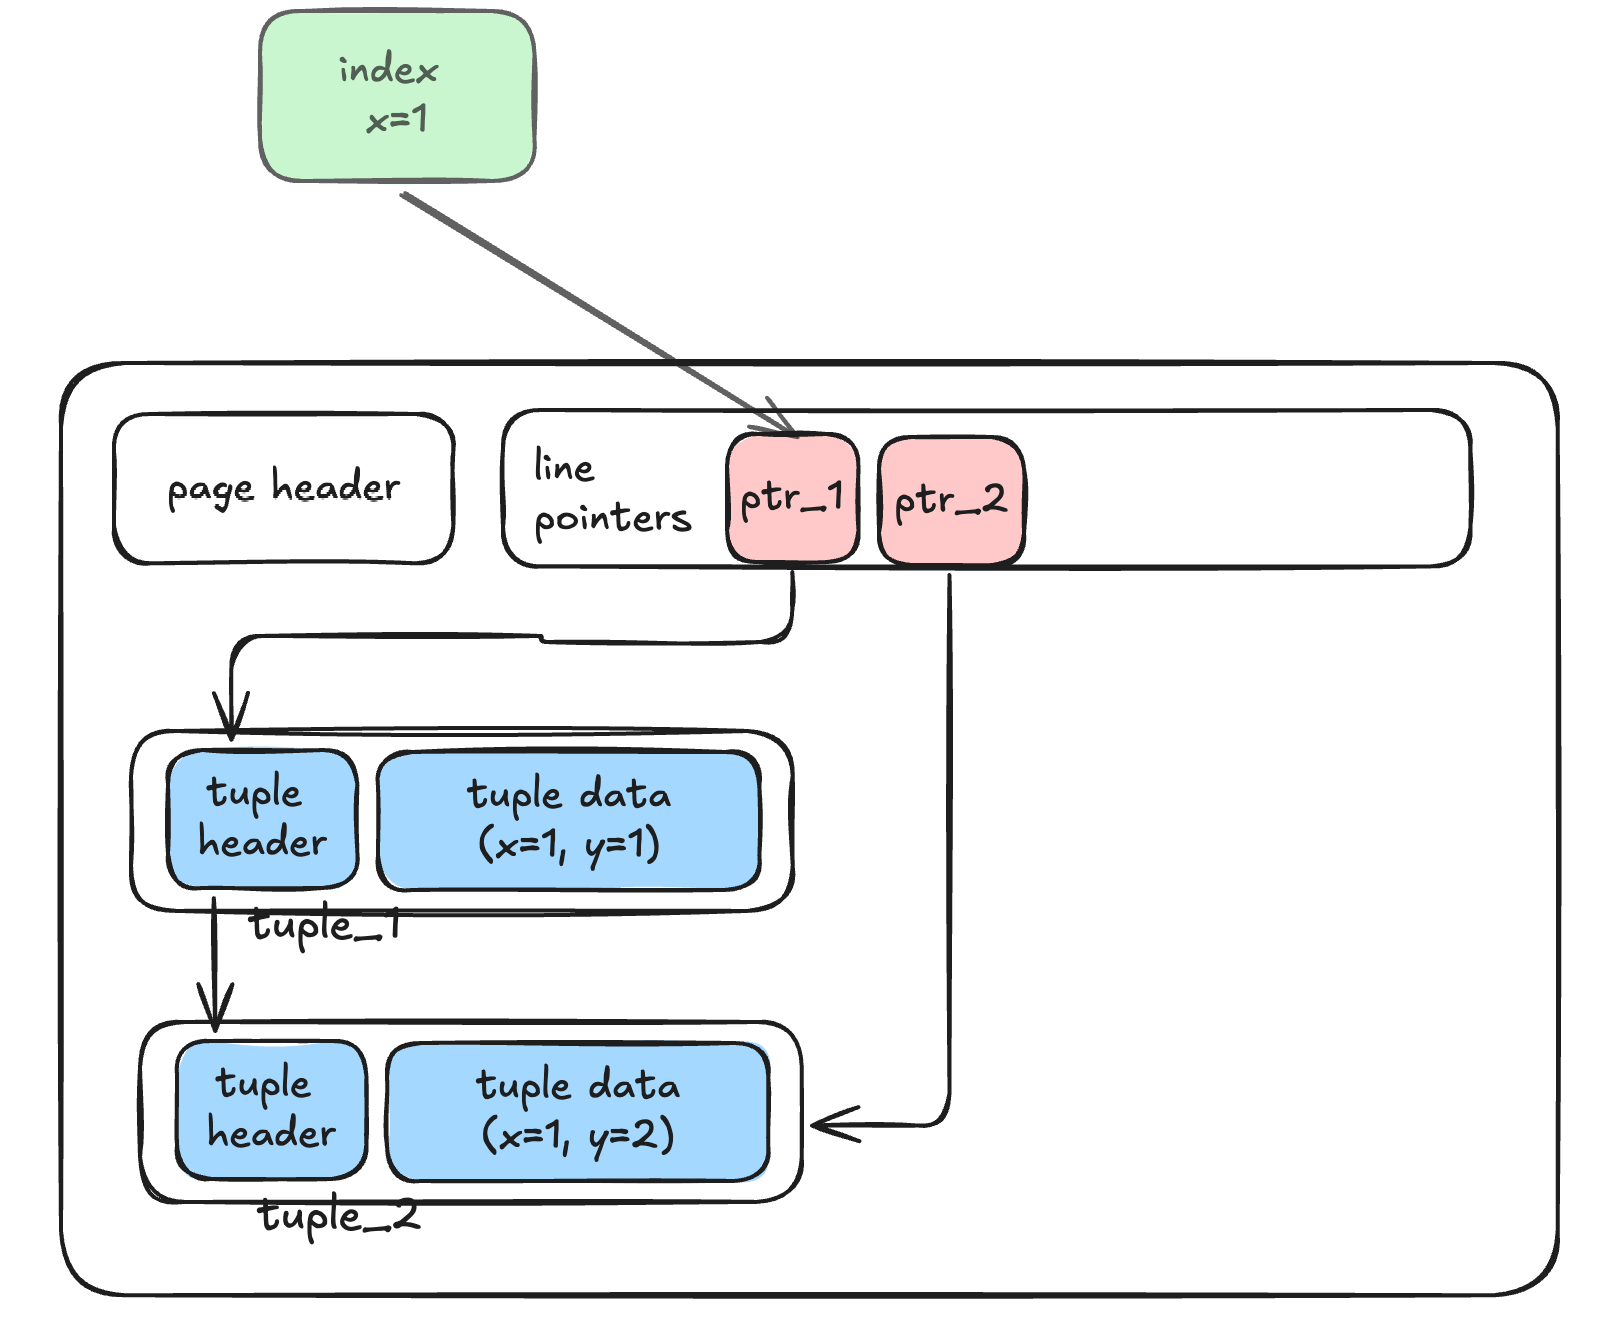 index
x=1
page header
line
pointers
ptr_1
ptr_2
tuple
header
tuple data
(x=1, y=1)
tuple_1
tuple
header
tuple data
(x=1, y=2)
tuple_2